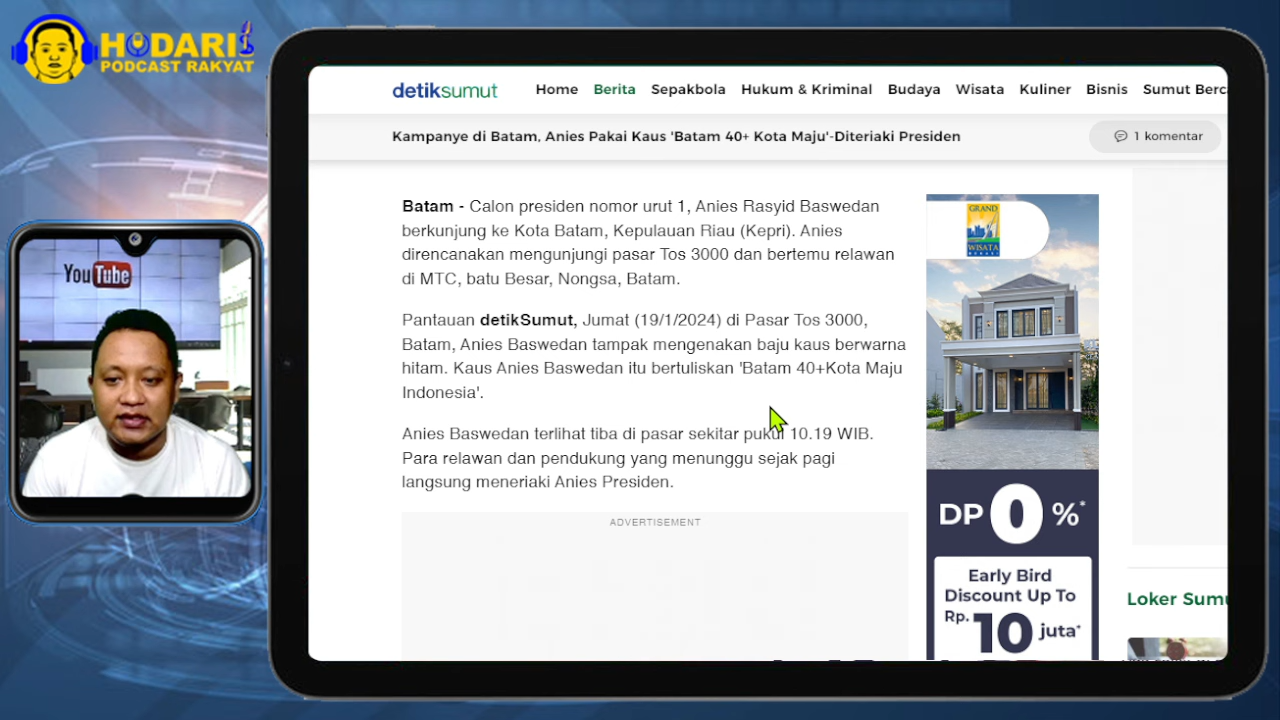 HODARI
PODCAST RAKYAT
YouTube
detiksumut
Home Berita Sepakbola Hukum & Kriminal Budaya Wisata Kuliner Bisnis Sumut
Kampanye di Batam, Anies Pakai Kaus 'Batam 40+ Kota Maju'-Diteriaki Presiden
1 komentar
Batam - Calon presiden nomor urut 1, Anies Rasyid Baswedan
berkunjung ke Kota Batam, Kepulauan Riau (Kepri). Anies
direncanakan mengunjungi pasar Tos 3000 dan bertemu relawan
di MTC, batu Besar, Nongsa, Batam.
Pantauan detikSumut, Jumat (19/1/2024) di Pasar Tos 3000,
Batam, Anies Baswedan tampak mengenakan baju kaus berwarna
hitam. Kaus Anies Baswedan itu bertuliskan 'Batam 40+Kota Maju
Indonesia'.
Anies Baswedan terlihat tiba di pasar sekitar pukul 10.19 WIB.
Para relawan dan pendukung yang menunggu sejak pagi
langsung meneriaki Anies Presiden.
ADVERTISEMENT
GRAND
WISATA
BEKASI
DP 0 %*
Early Bird
Discount Up To
Rp. 10 juta*
Loker